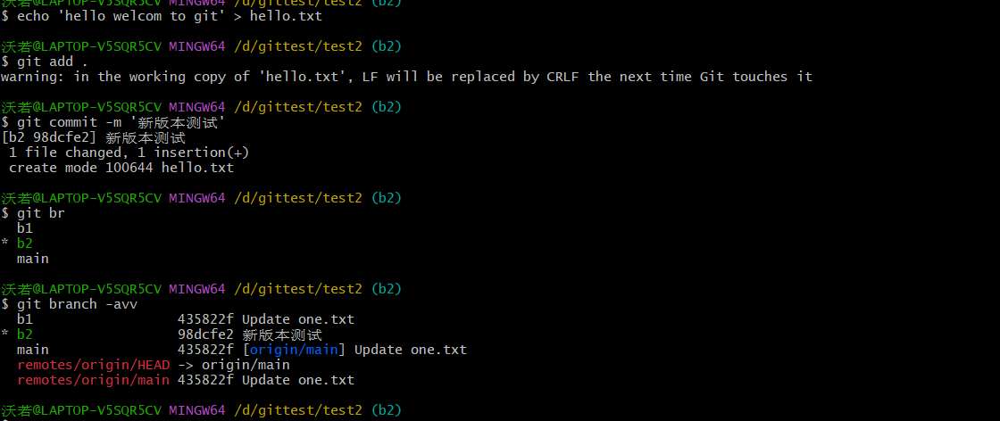 沃若@LAPTOP-V5SQR5CV MINGW64 /d/gittest/test2 (b2)
$ echo 'hello welcom to git' > hello.txt
沃若@LAPTOP-V5SQR5CV MINGW64 /d/gittest/test2 (b2)
$ git add .
warning: in the working copy of 'hello.txt', LF will be replaced by CRLF the next time Git touches it
沃若@LAPTOP-V5SQR5CV MINGW64 /d/gittest/test2 (b2)
$ git commit -m '新版本测试'
[b2 98dcfe2] 新版本测试
 1 file changed, 1 insertion(+)
 create mode 100644 hello.txt
沃若@LAPTOP-V5SQR5CV MINGW64 /d/gittest/test2 (b2)
$ git br
  b1
* b2
  main
沃若@LAPTOP-V5SQR5CV MINGW64 /d/gittest/test2 (b2)
$ git branch -avv
  b1                  435822f Update one.txt
* b2                  98dcfe2 新版本测试
  main                435822f [origin/main] Update one.txt
  remotes/origin/HEAD -> origin/main
  remotes/origin/main 435822f Update one.txt
沃若@LAPTOP-V5SQR5CV MINGW64 /d/gittest/test2 (b2)